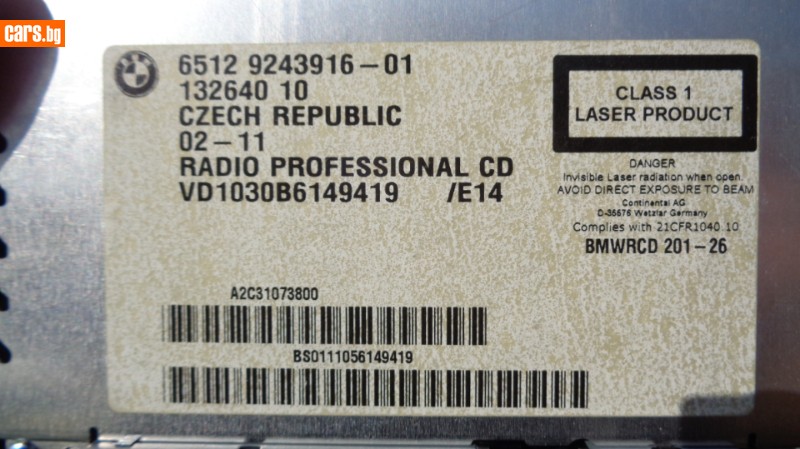 cars.bg
BMW
6512 9243916-01
132640 10
CZECH REPUBLIC
02-11
RADIO PROFESSIONAL CD
VD1030B6149419 /E14
CLASS 1
LASER PRODUCT
DANGER
Invisible Laser radiation when open.
AVOID DIRECT EXPOSURE TO BEAM
Continental AG
D-35576 Wetzlar Germany
Complies with 21CFR1040.10
BMWRCD 201-26
A2C31073800
BS0111056149419